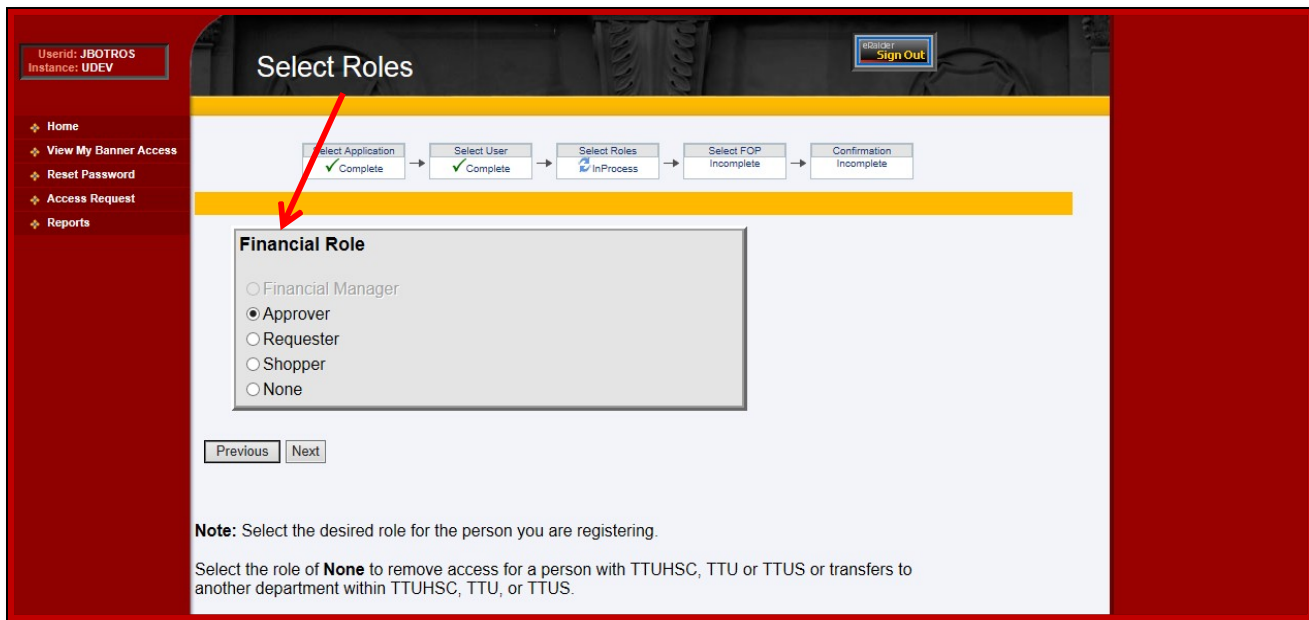 Userid: JBOTROS
Instance: UDEV
Select Roles
eRaider
Sign Out
Home
View My Banner Access
Reset Password
Access Request
Reports
Select Application
Complete
Select User
Complete
Select Roles
InProcess
Select FOP
Incomplete
Confirmation
Incomplete
Financial Role
Financial Manager
Approver
Requester
Shopper
None
Previous Next
Note: Select the desired role for the person you are registering.
Select the role of None to remove access for a person with TTUHSC, TTU or TTUS or transfers to
another department within TTUHSC, TTU, or TTUS.